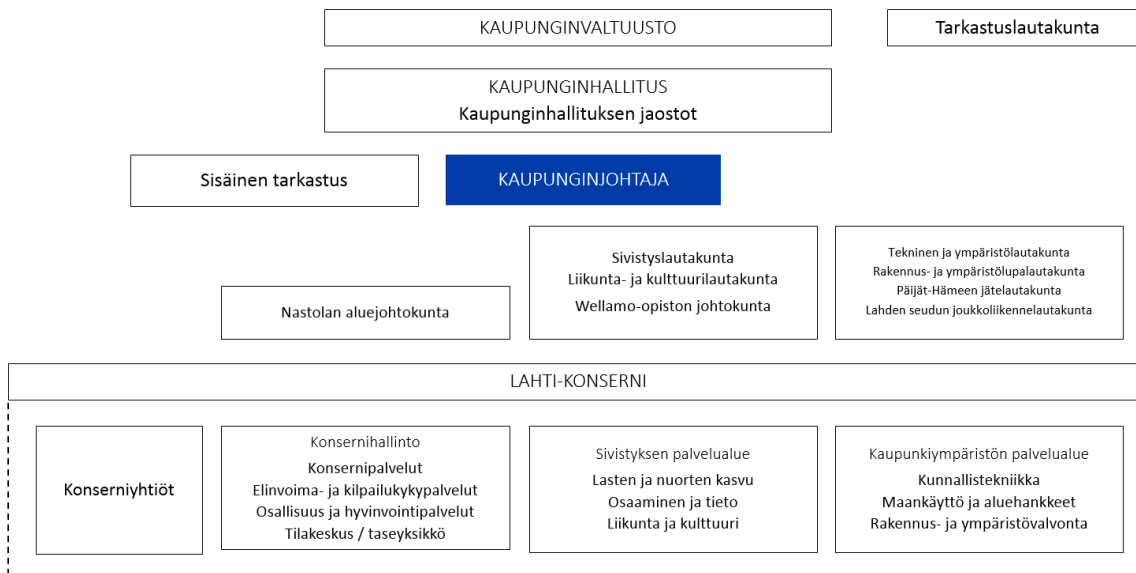 KAUPUNGINVALTUUSTO
Tarkastuslautakunta
KAUPUNGINHALLITUS
Kaupunginhallituksen jaostot
Sisäinen tarkastus
KAUPUNGINJOHTAJA
Nastolan aluejohtokunta
Sivistyslautakunta
Liikunta- ja kulttuurilautakunta
Wellamo-opiston johtokunta
Tekninen ja ympäristölautakunta
Rakennus- ja ympäristölupalautakunta
Päijät-Hämeen jätelautakunta
Lahden seudun joukkoliikennelautakunta
LAHTI-KONSERNI
Konserniyhtiöt
Konsernihallinto
Konsernipalvelut
Elinvoima- ja kilpailukykypalvelut
Osallisuus ja hyvinvointipalvelut
Tilakeskus / taseyksikkö
Sivistyksen palvelualue
Lasten ja nuorten kasvu
Osaaminen ja tieto
Liikunta ja kulttuuri
Kaupunkiympäristön palvelualue
Kunnallistekniikka
Maankäyttö ja aluehankkeet
Rakennus- ja ympäristövalvonta